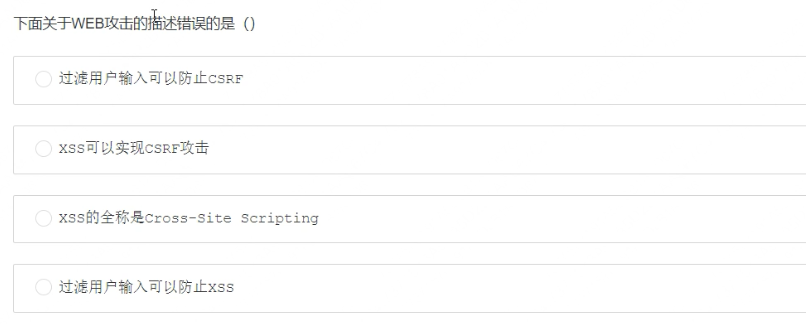 下面关于WEB攻击的描述错误的是（）
过滤用户输入可以防止CSRF
XSS可以实现CSRF攻击
XSS的全称是Cross-Site Scripting
过滤用户输入可以防止XSS